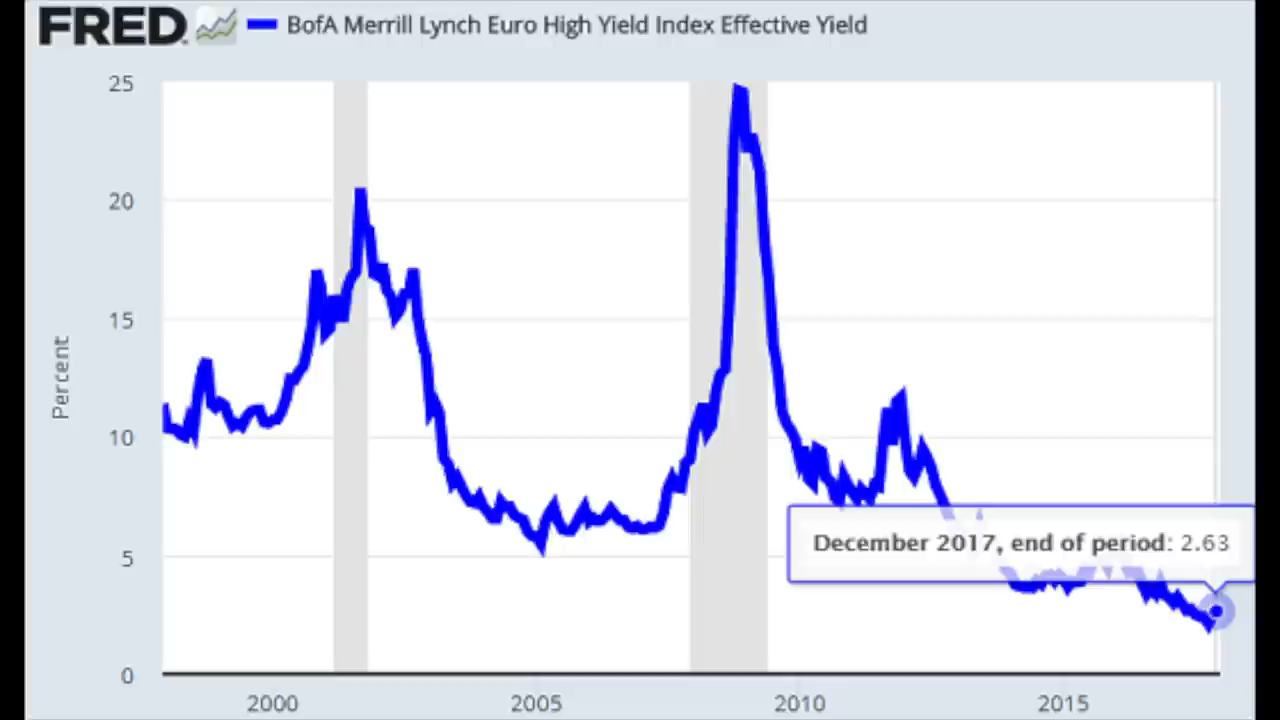 FRED BofA Merrill Lynch Euro High Yield Index Effective Yield
25
20
15
10
5
0
Percent
December 2017, end of period: 2.63
2000 2005 2010 2015